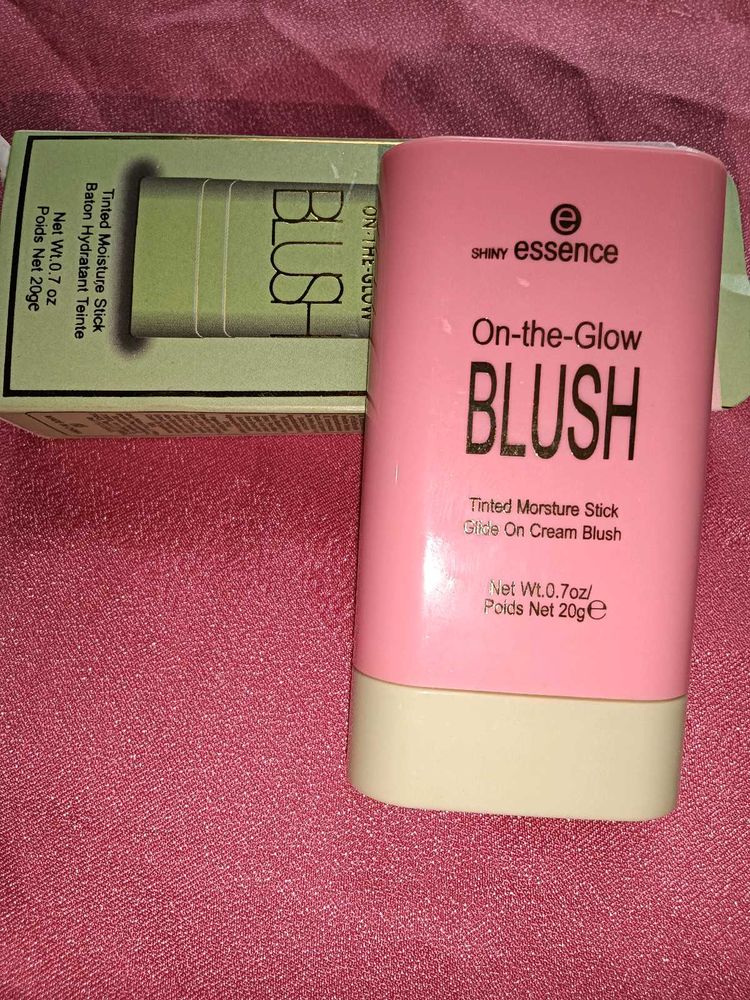 e
SHINY essence
On-the-Glow
BLUSH
Tinted Morsture Stick
Glide On Cream Blush
Net Wt.0.7oz/
Poids Net 20g℮
ON-THE-GLOW
BLUSH
Tinted Moisture Stick
Baton Hydratant Teinte
Net Wt.0.7 oz
Poids Net 20ge